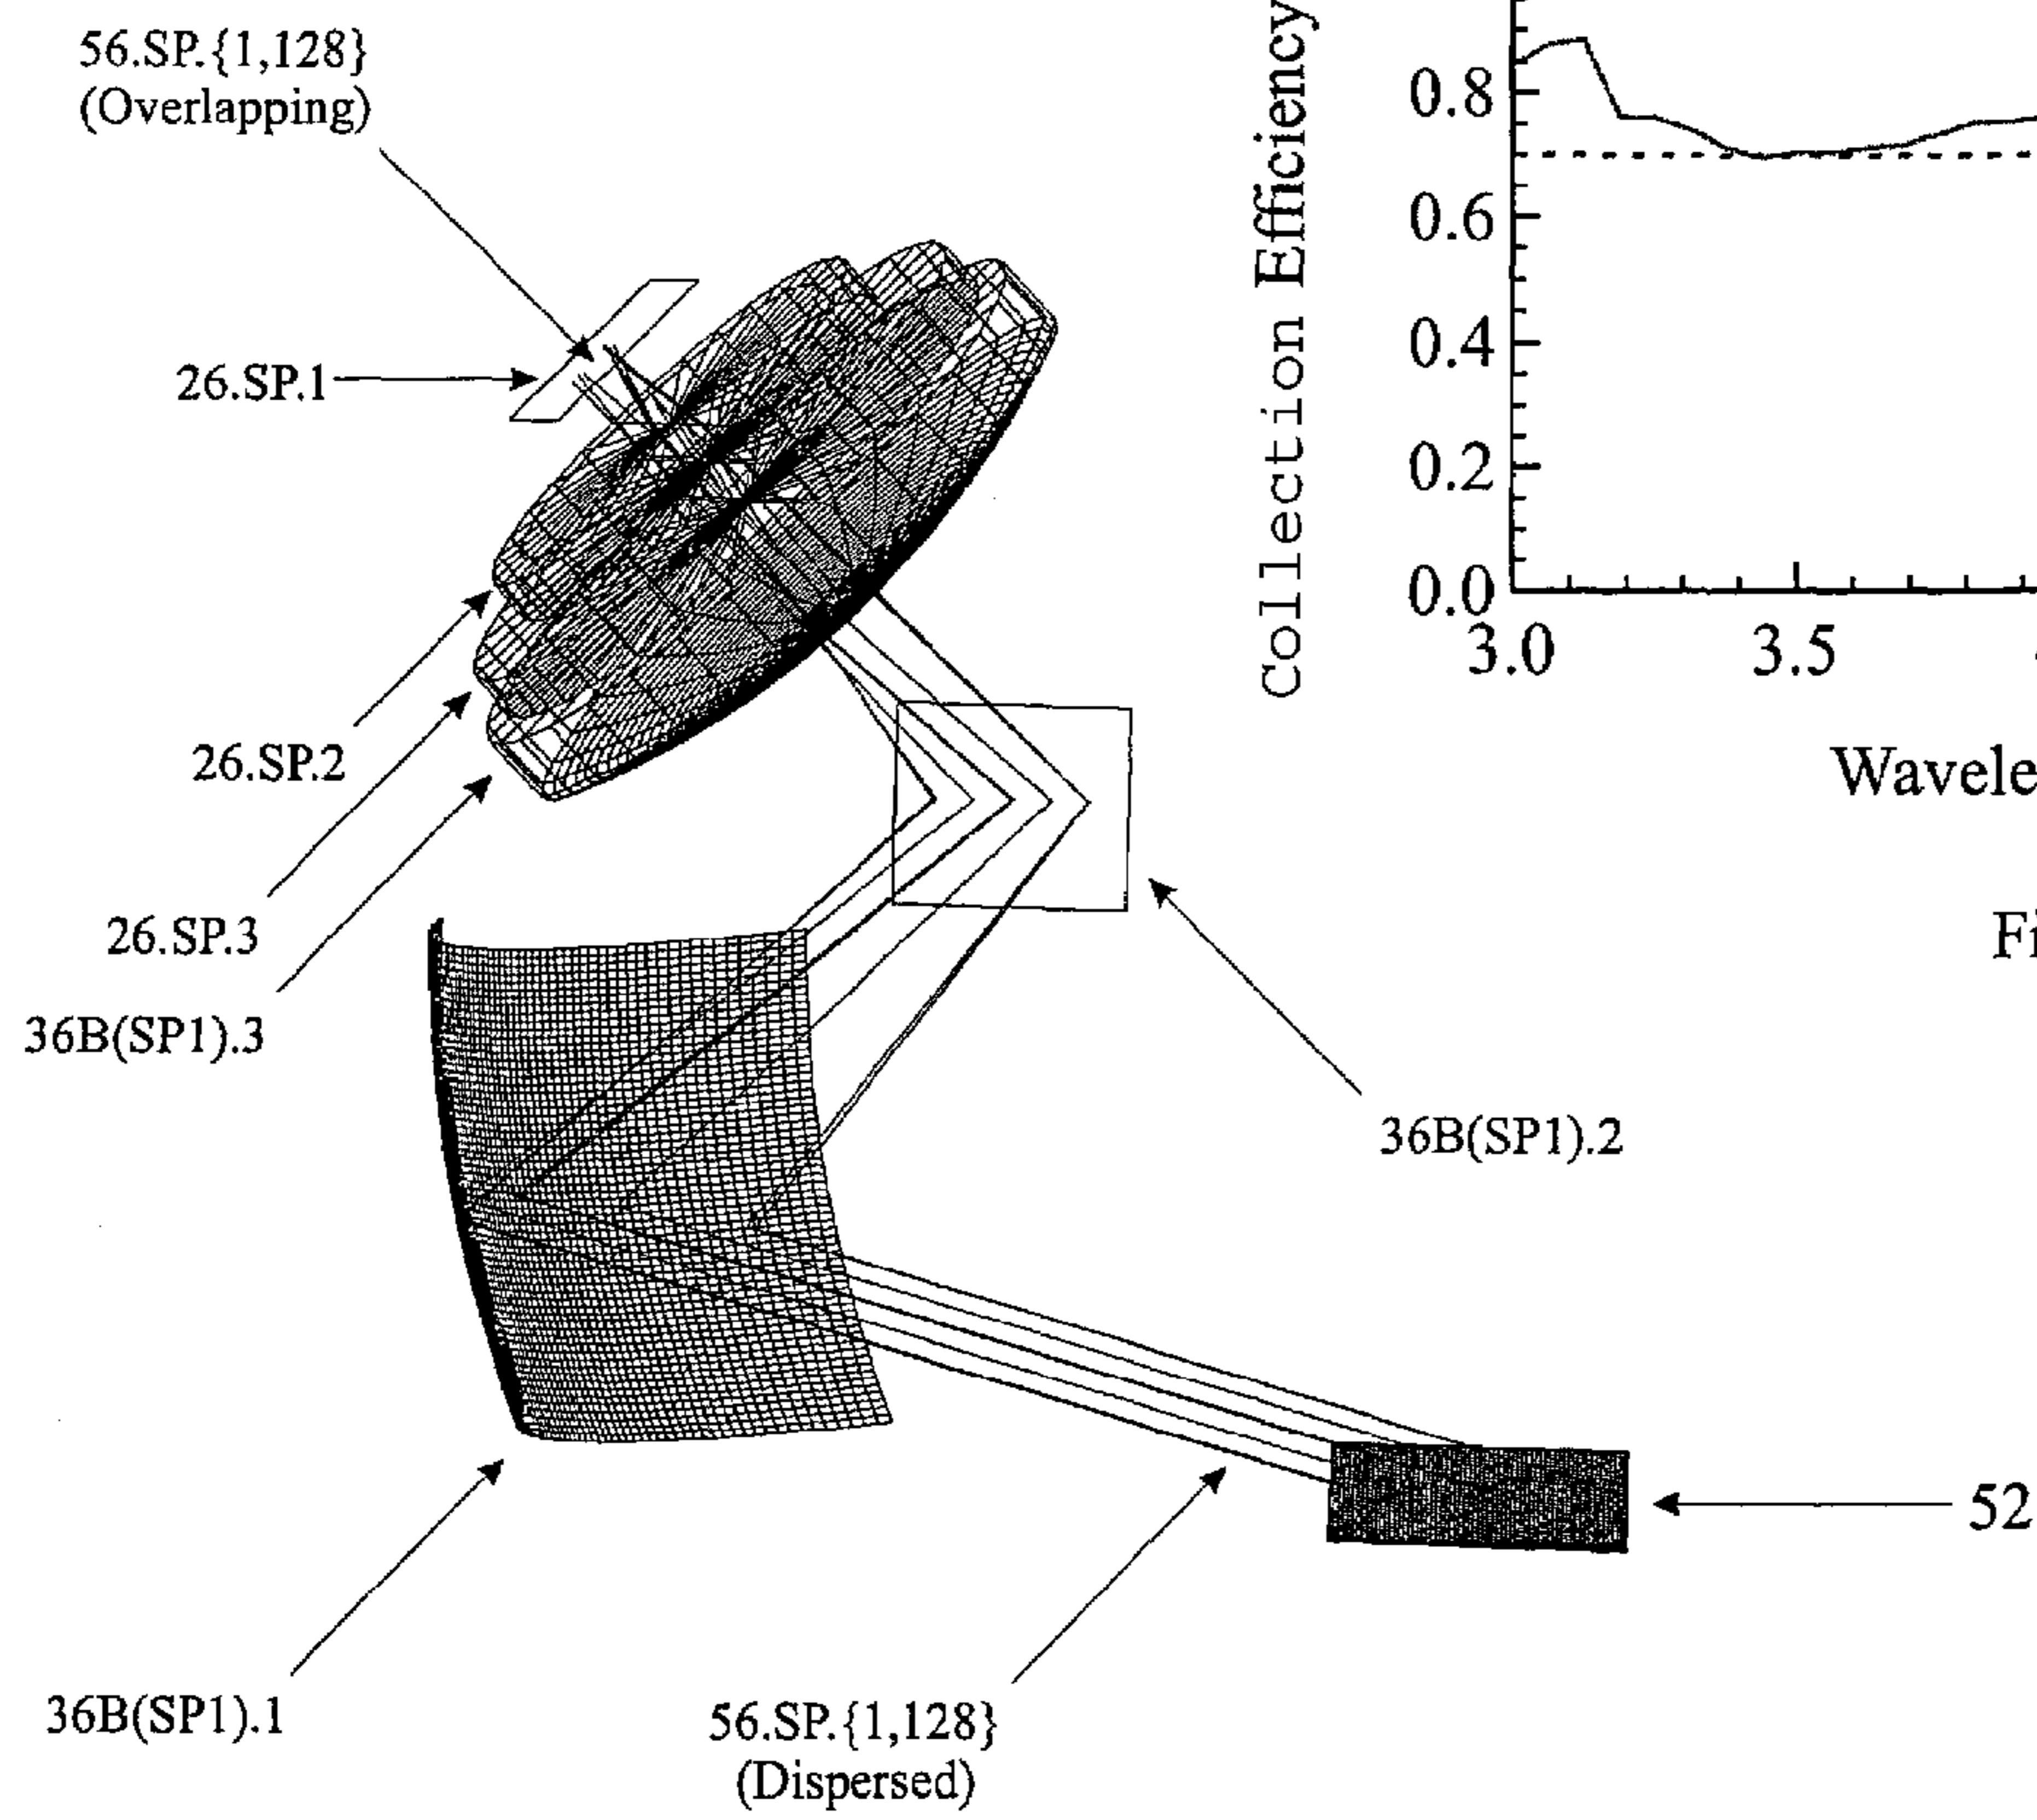 56.SP.{1,128}
(Overlapping)
26.SP.1
26.SP.2
26.SP.3
36B(SP1).3
36B(SP1).2
36B(SP1).1
56.SP.{1,128}
(Dispersed)
52
Collection Efficiency
0.8
0.6
0.4
0.2
0.0
3.0
3.5
Wavele
Fi